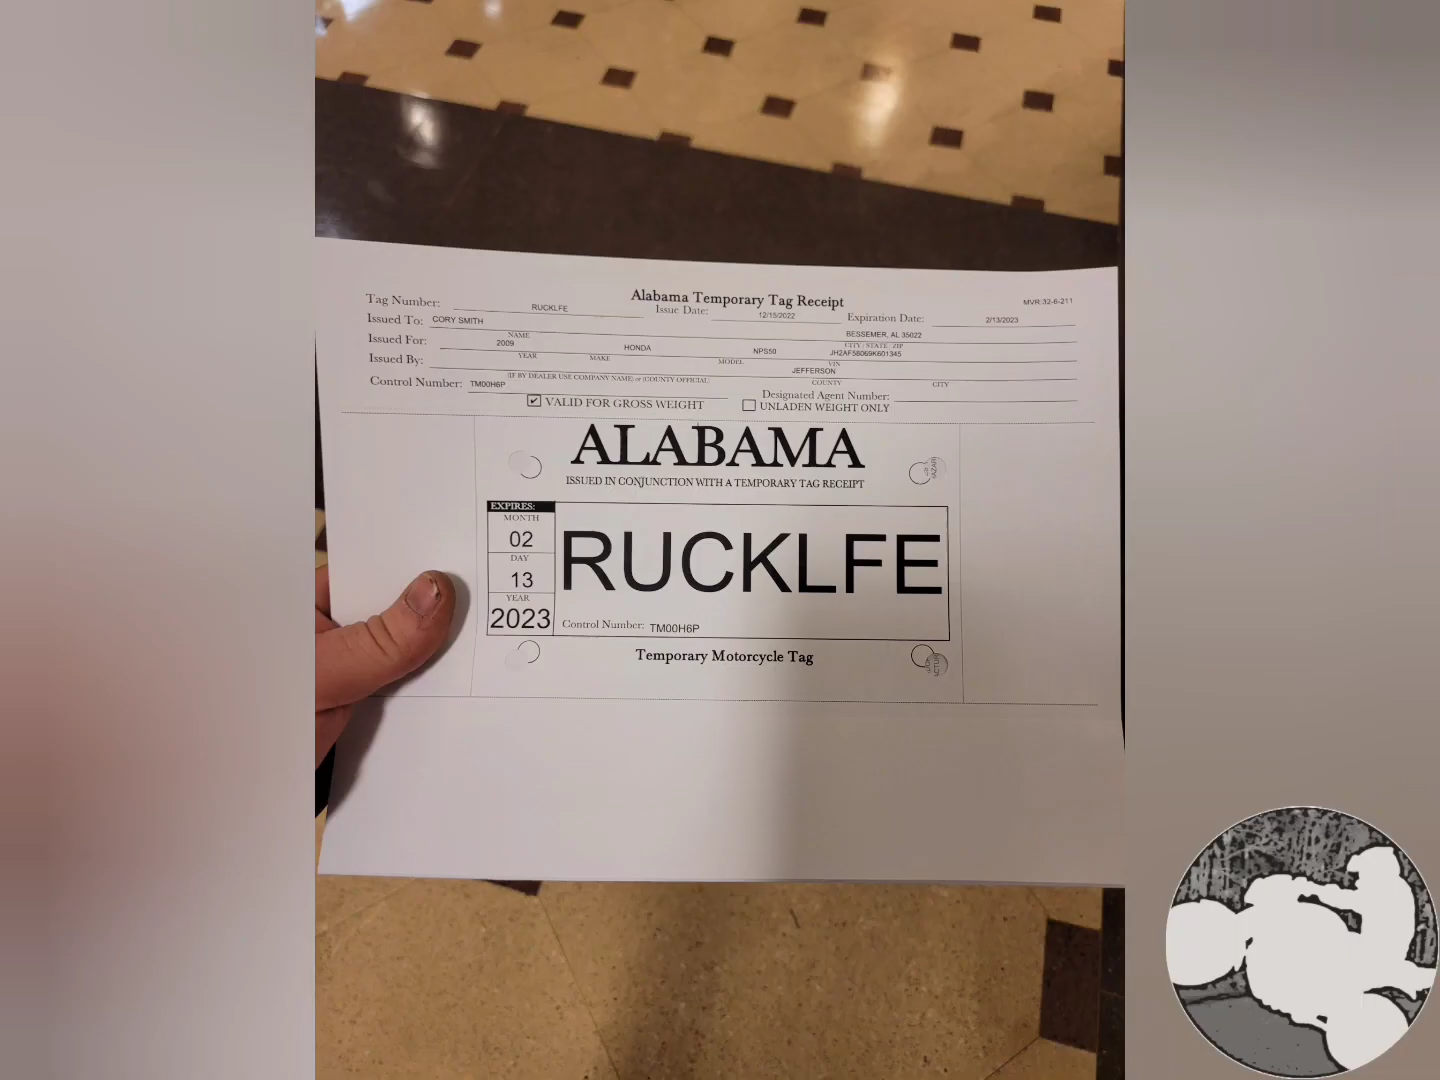 Alabama Temporary Tag Receipt
MVR:32-6-211
Tag Number: RUCKLFE Issue Date: 12/15/2022 Expiration Date: 2/13/2023
Issued To: CORY SMITH BESSEMER, AL 35022
NAME CITY / STATE, ZIP
Issued For: 2009 HONDA NPS50 JH2AF58069K601345
YEAR MAKE MODEL VIN
Issued By: JEFFERSON
(IF BY DEALER USE COMPANY NAME) or (COUNTY OFFICIAL) COUNTY CITY
Control Number: TM00H6P Designated Agent Number:
VALID FOR GROSS WEIGHT UNLADEN WEIGHT ONLY
ALABAMA
ISSUED IN CONJUNCTION WITH A TEMPORARY TAG RECEIPT
EXPIRES:
MONTH
02
DAY
13
YEAR
2023
RUCKLFE
Control Number: TM00H6P
Temporary Motorcycle Tag